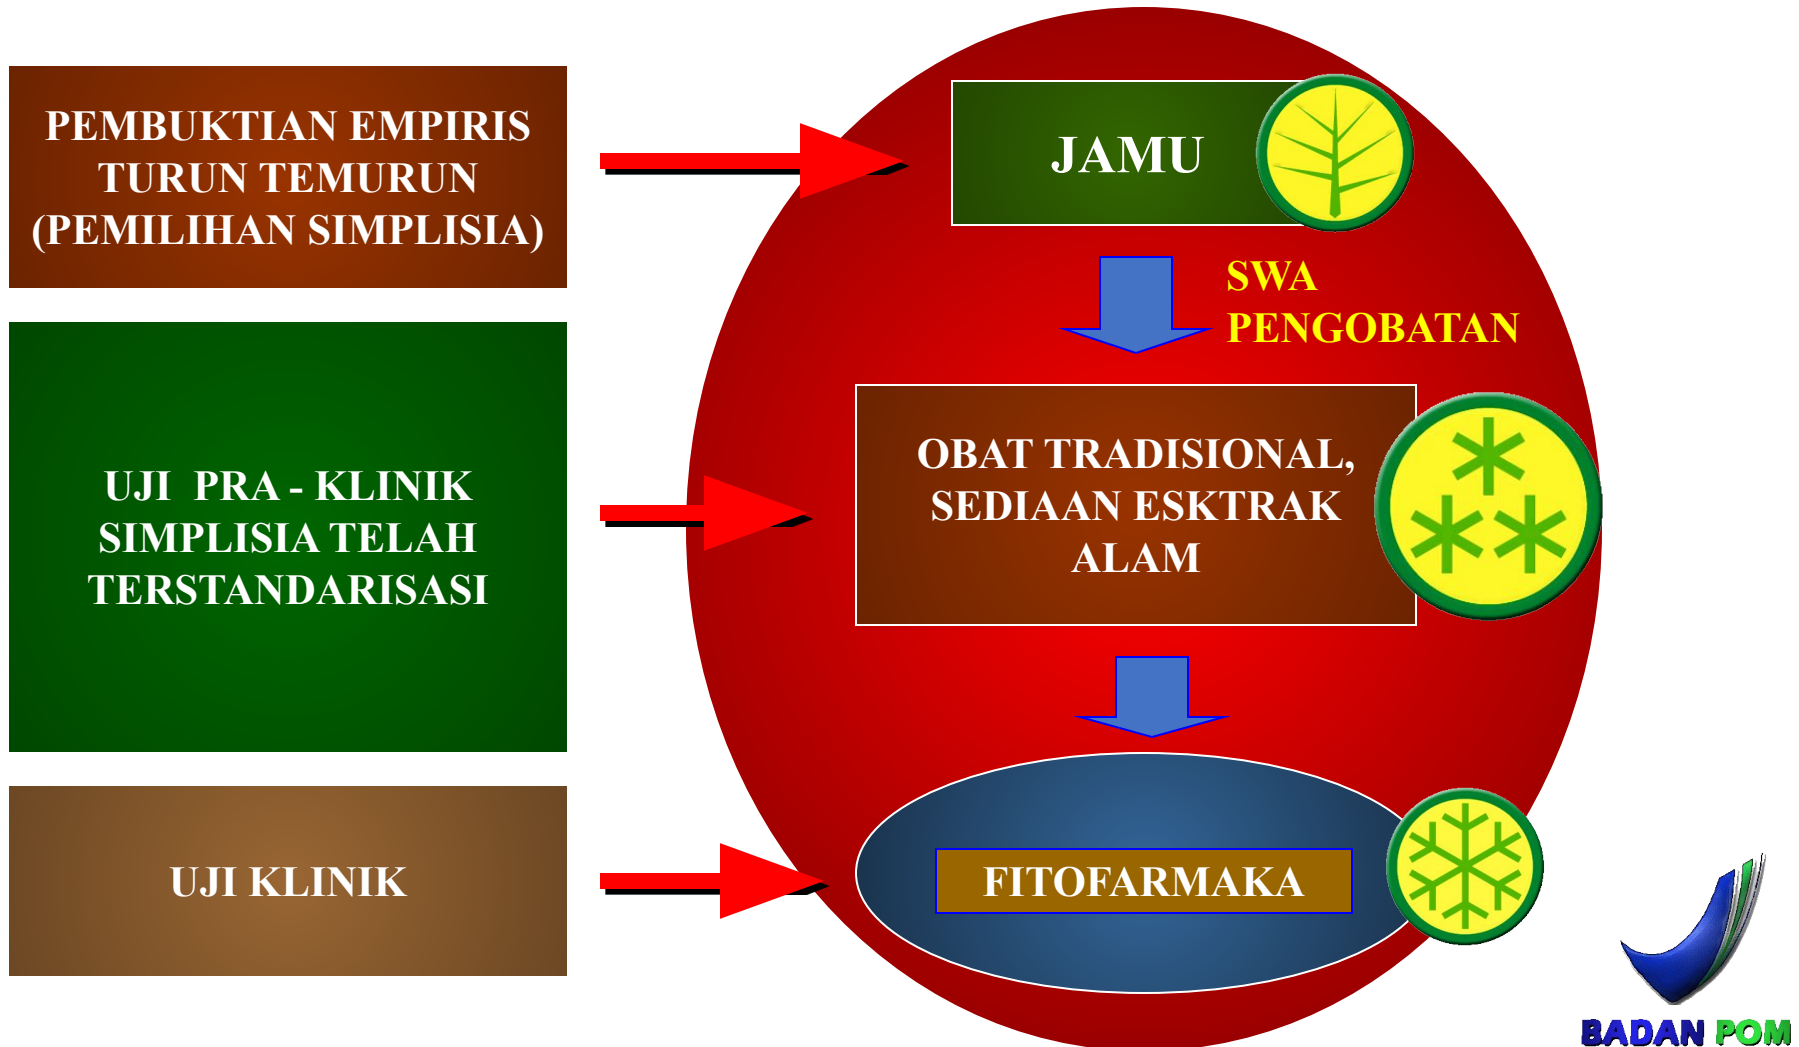 PEMBUKTIAN EMPIRIS
TURUN TEMURUN
(PEMILIHAN SIMPLISIA)
JAMU
SWA
PENGOBATAN
UJI PRA - KLINIK
SIMPLISIA TELAH
TERSTANDARISASI
OBAT TRADISIONAL,
SEDIAAN ESKTRAK
ALAM
UJI KLINIK
FITOFARMAKA
BADAN POM